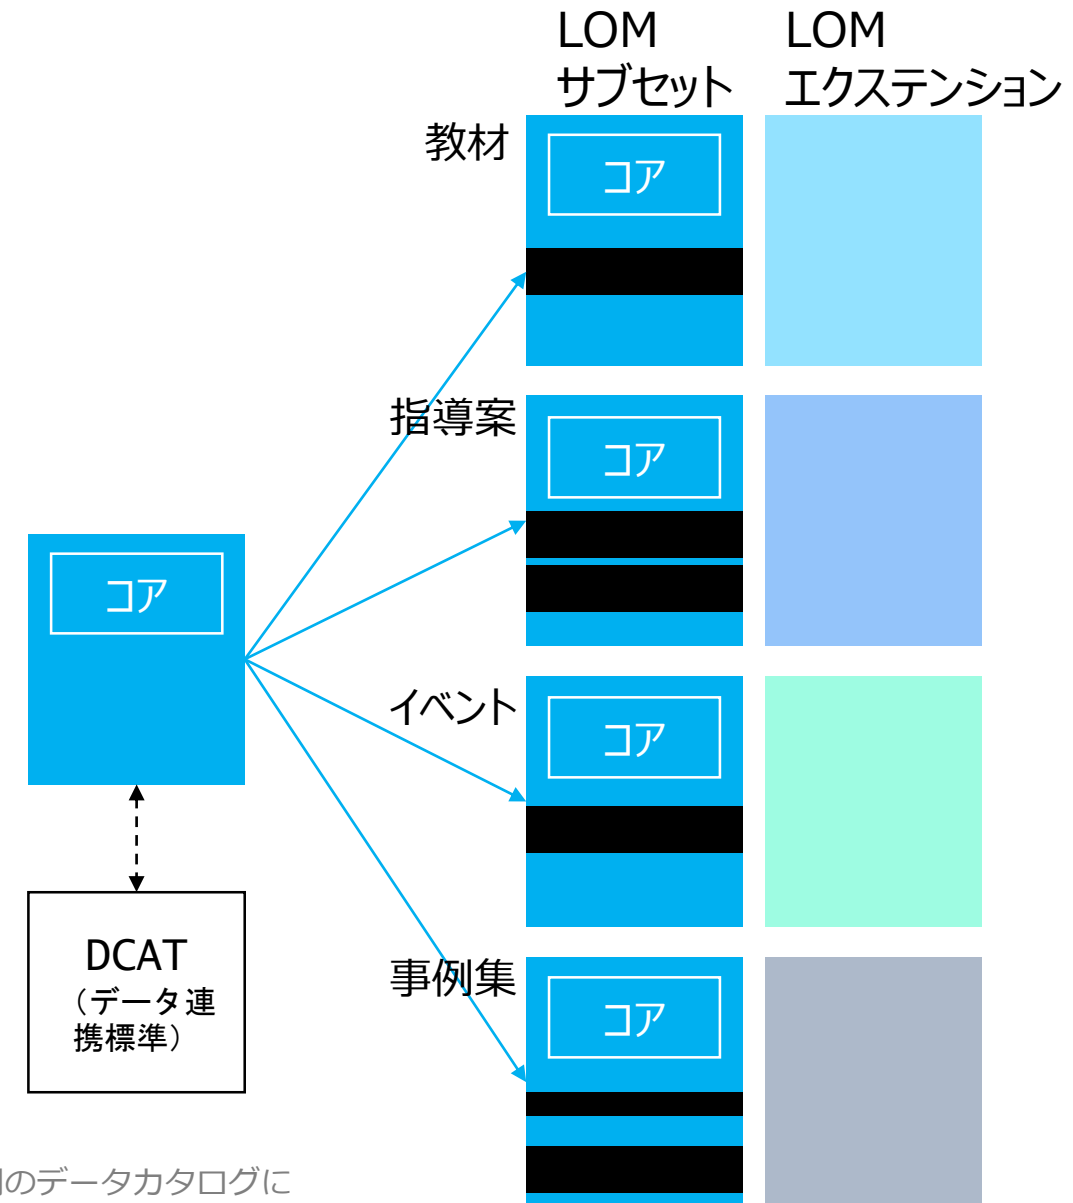 LOM
サブセット
LOM
エクステンション
教材
コア
指導案
コア
コア
イベント
コア
DCAT
（データ連
携標準）
事例集
コア
のデータカタログに